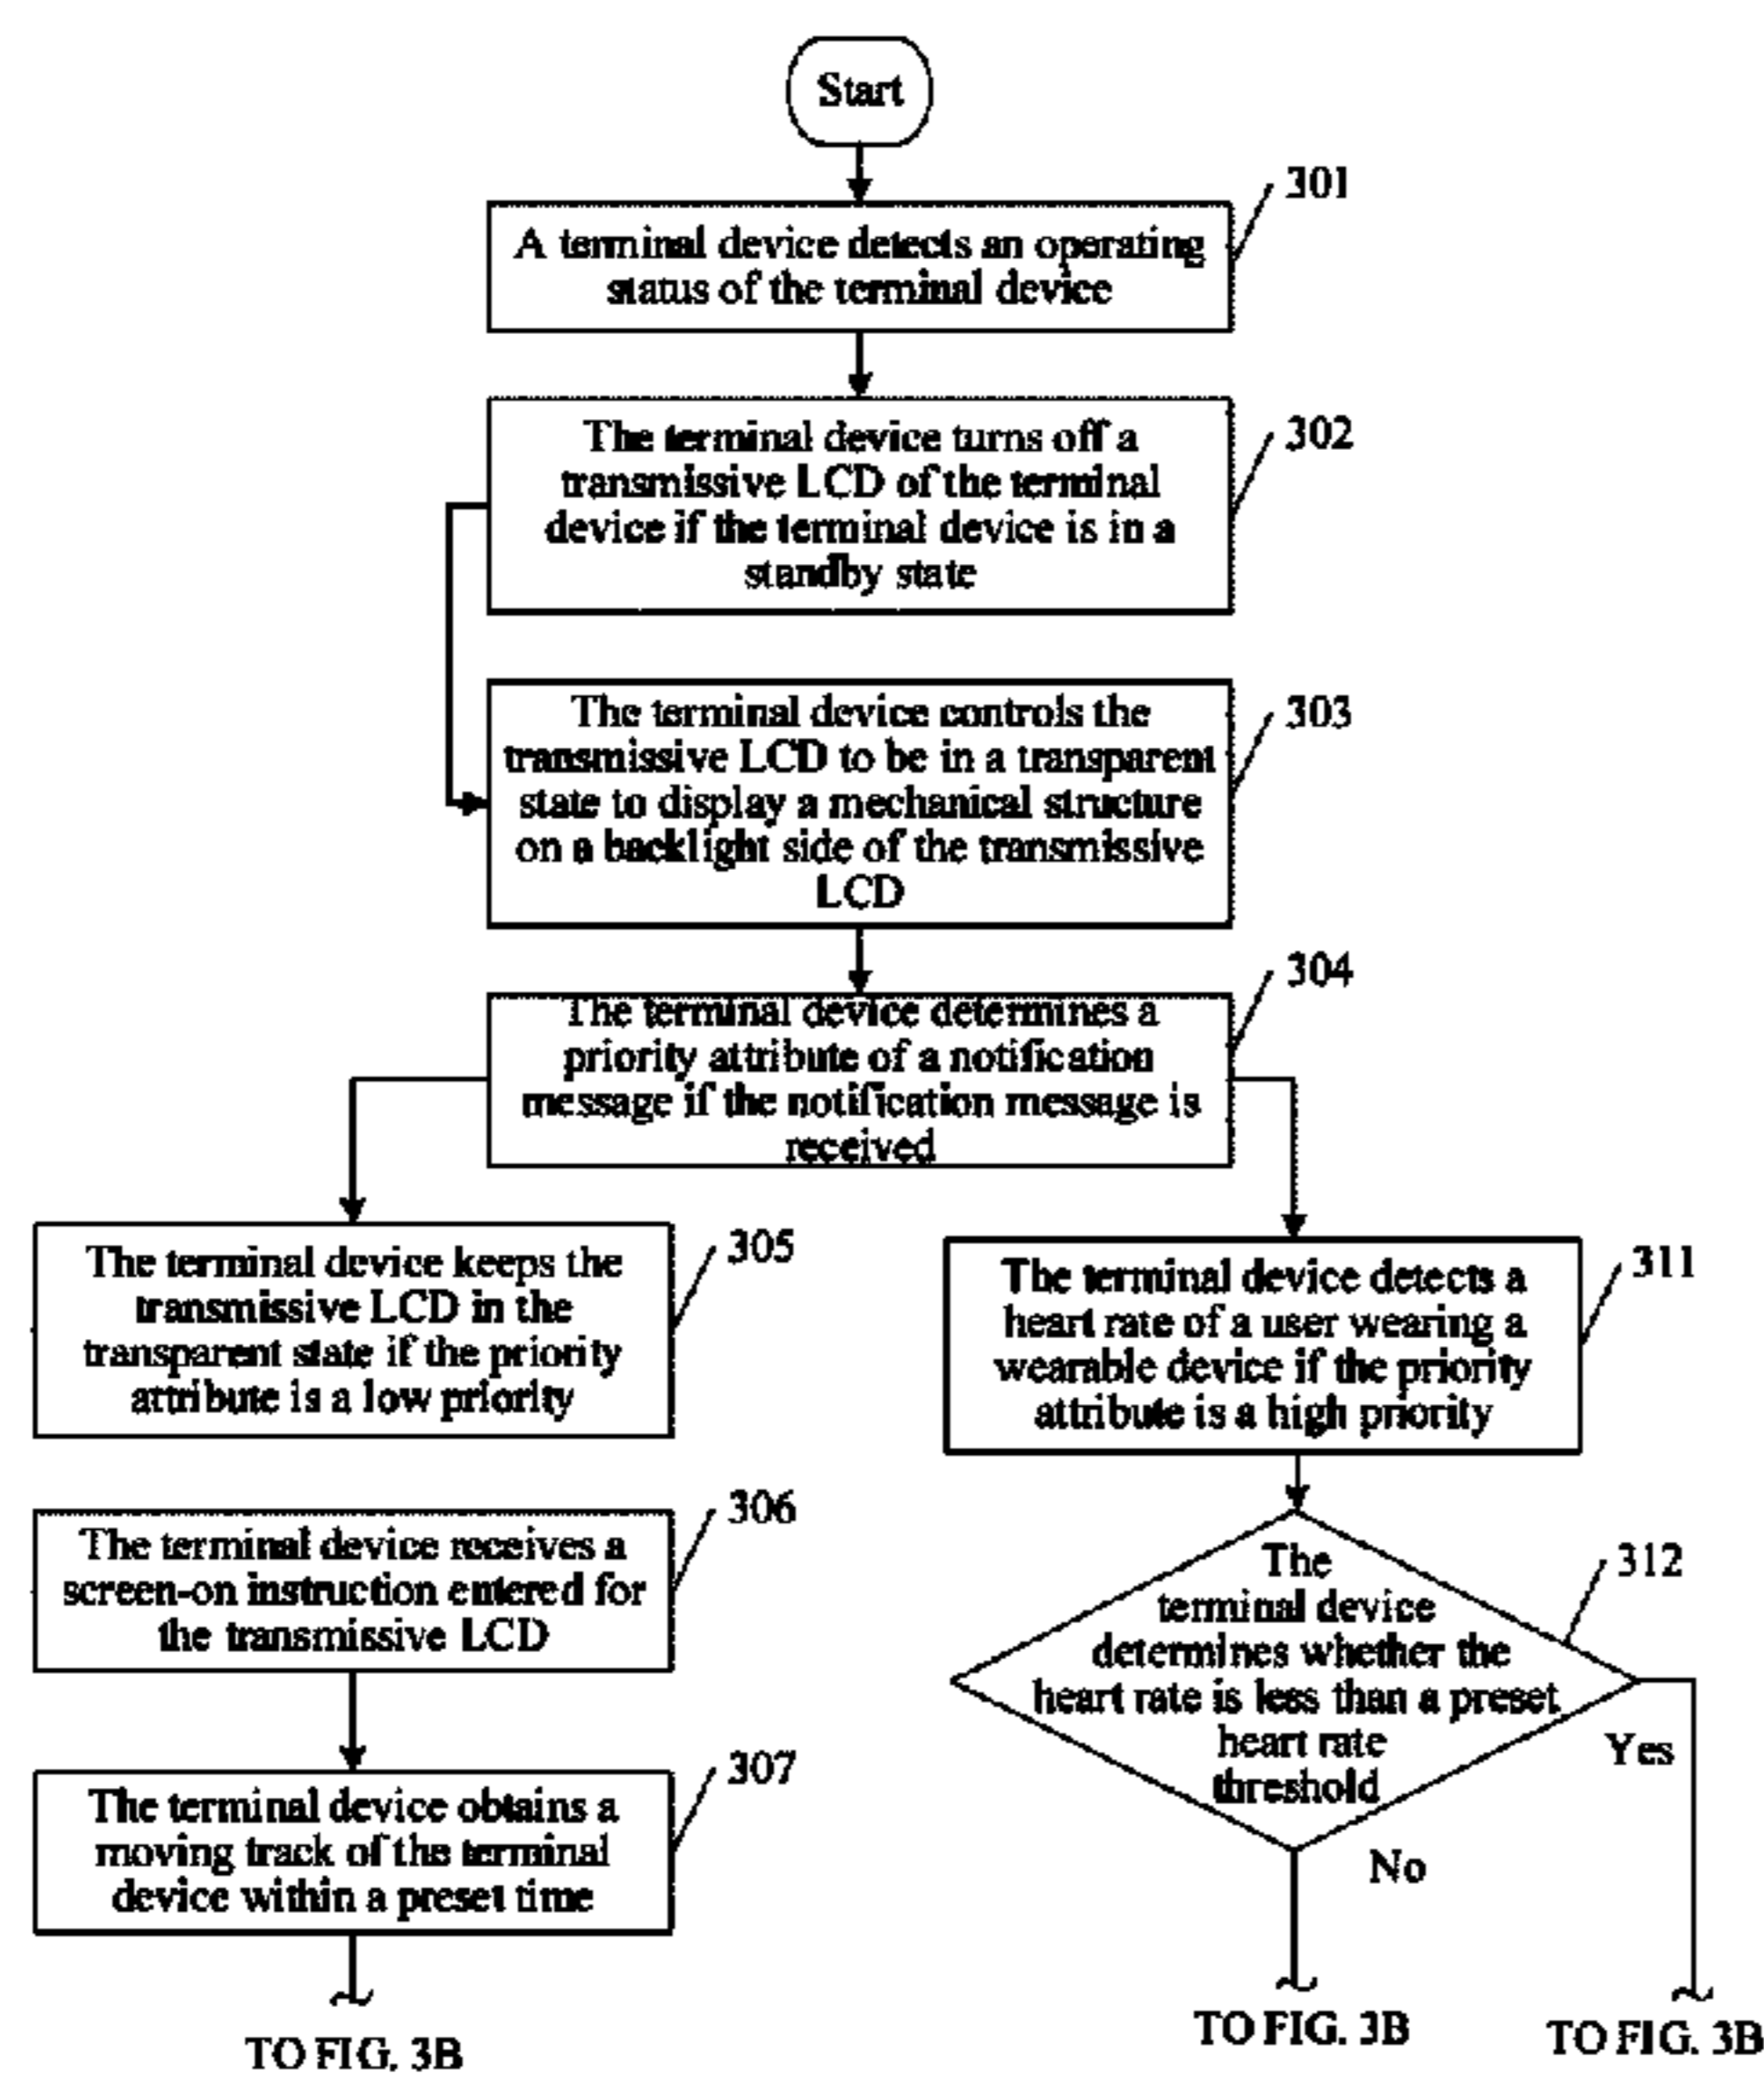 Start
301
A terminal device detects an operating
status of the terminal device
302
The terminal device turns off a
transmissive LCD of the terminal
device if the terminal device is in a
standby state
303
The terminal device controls the
transmissive LCD to be in a transparent
state to display a mechanical structure
on a backlight side of the transmissive
LCD
304
The terminal device determines a
priority attribute of a notification
message if the notification message is
received
305
The terminal device keeps the
transmissive LCD in the
transparent state if the priority
attribute is a low priority
306
The terminal device receives a
screen-on instruction entered for
the transmissive LCD
307
The terminal device obtains a
moving track of the terminal
device within a preset time
TO FIG. 3B
311
The terminal device detects a
heart rate of a user wearing a
wearable device if the priority
attribute is a high priority
312
The
terminal device
determines whether the
heart rate is less than a preset
heart rate
threshold
Yes
No
TO FIG. 3B
TO FIG. 3B